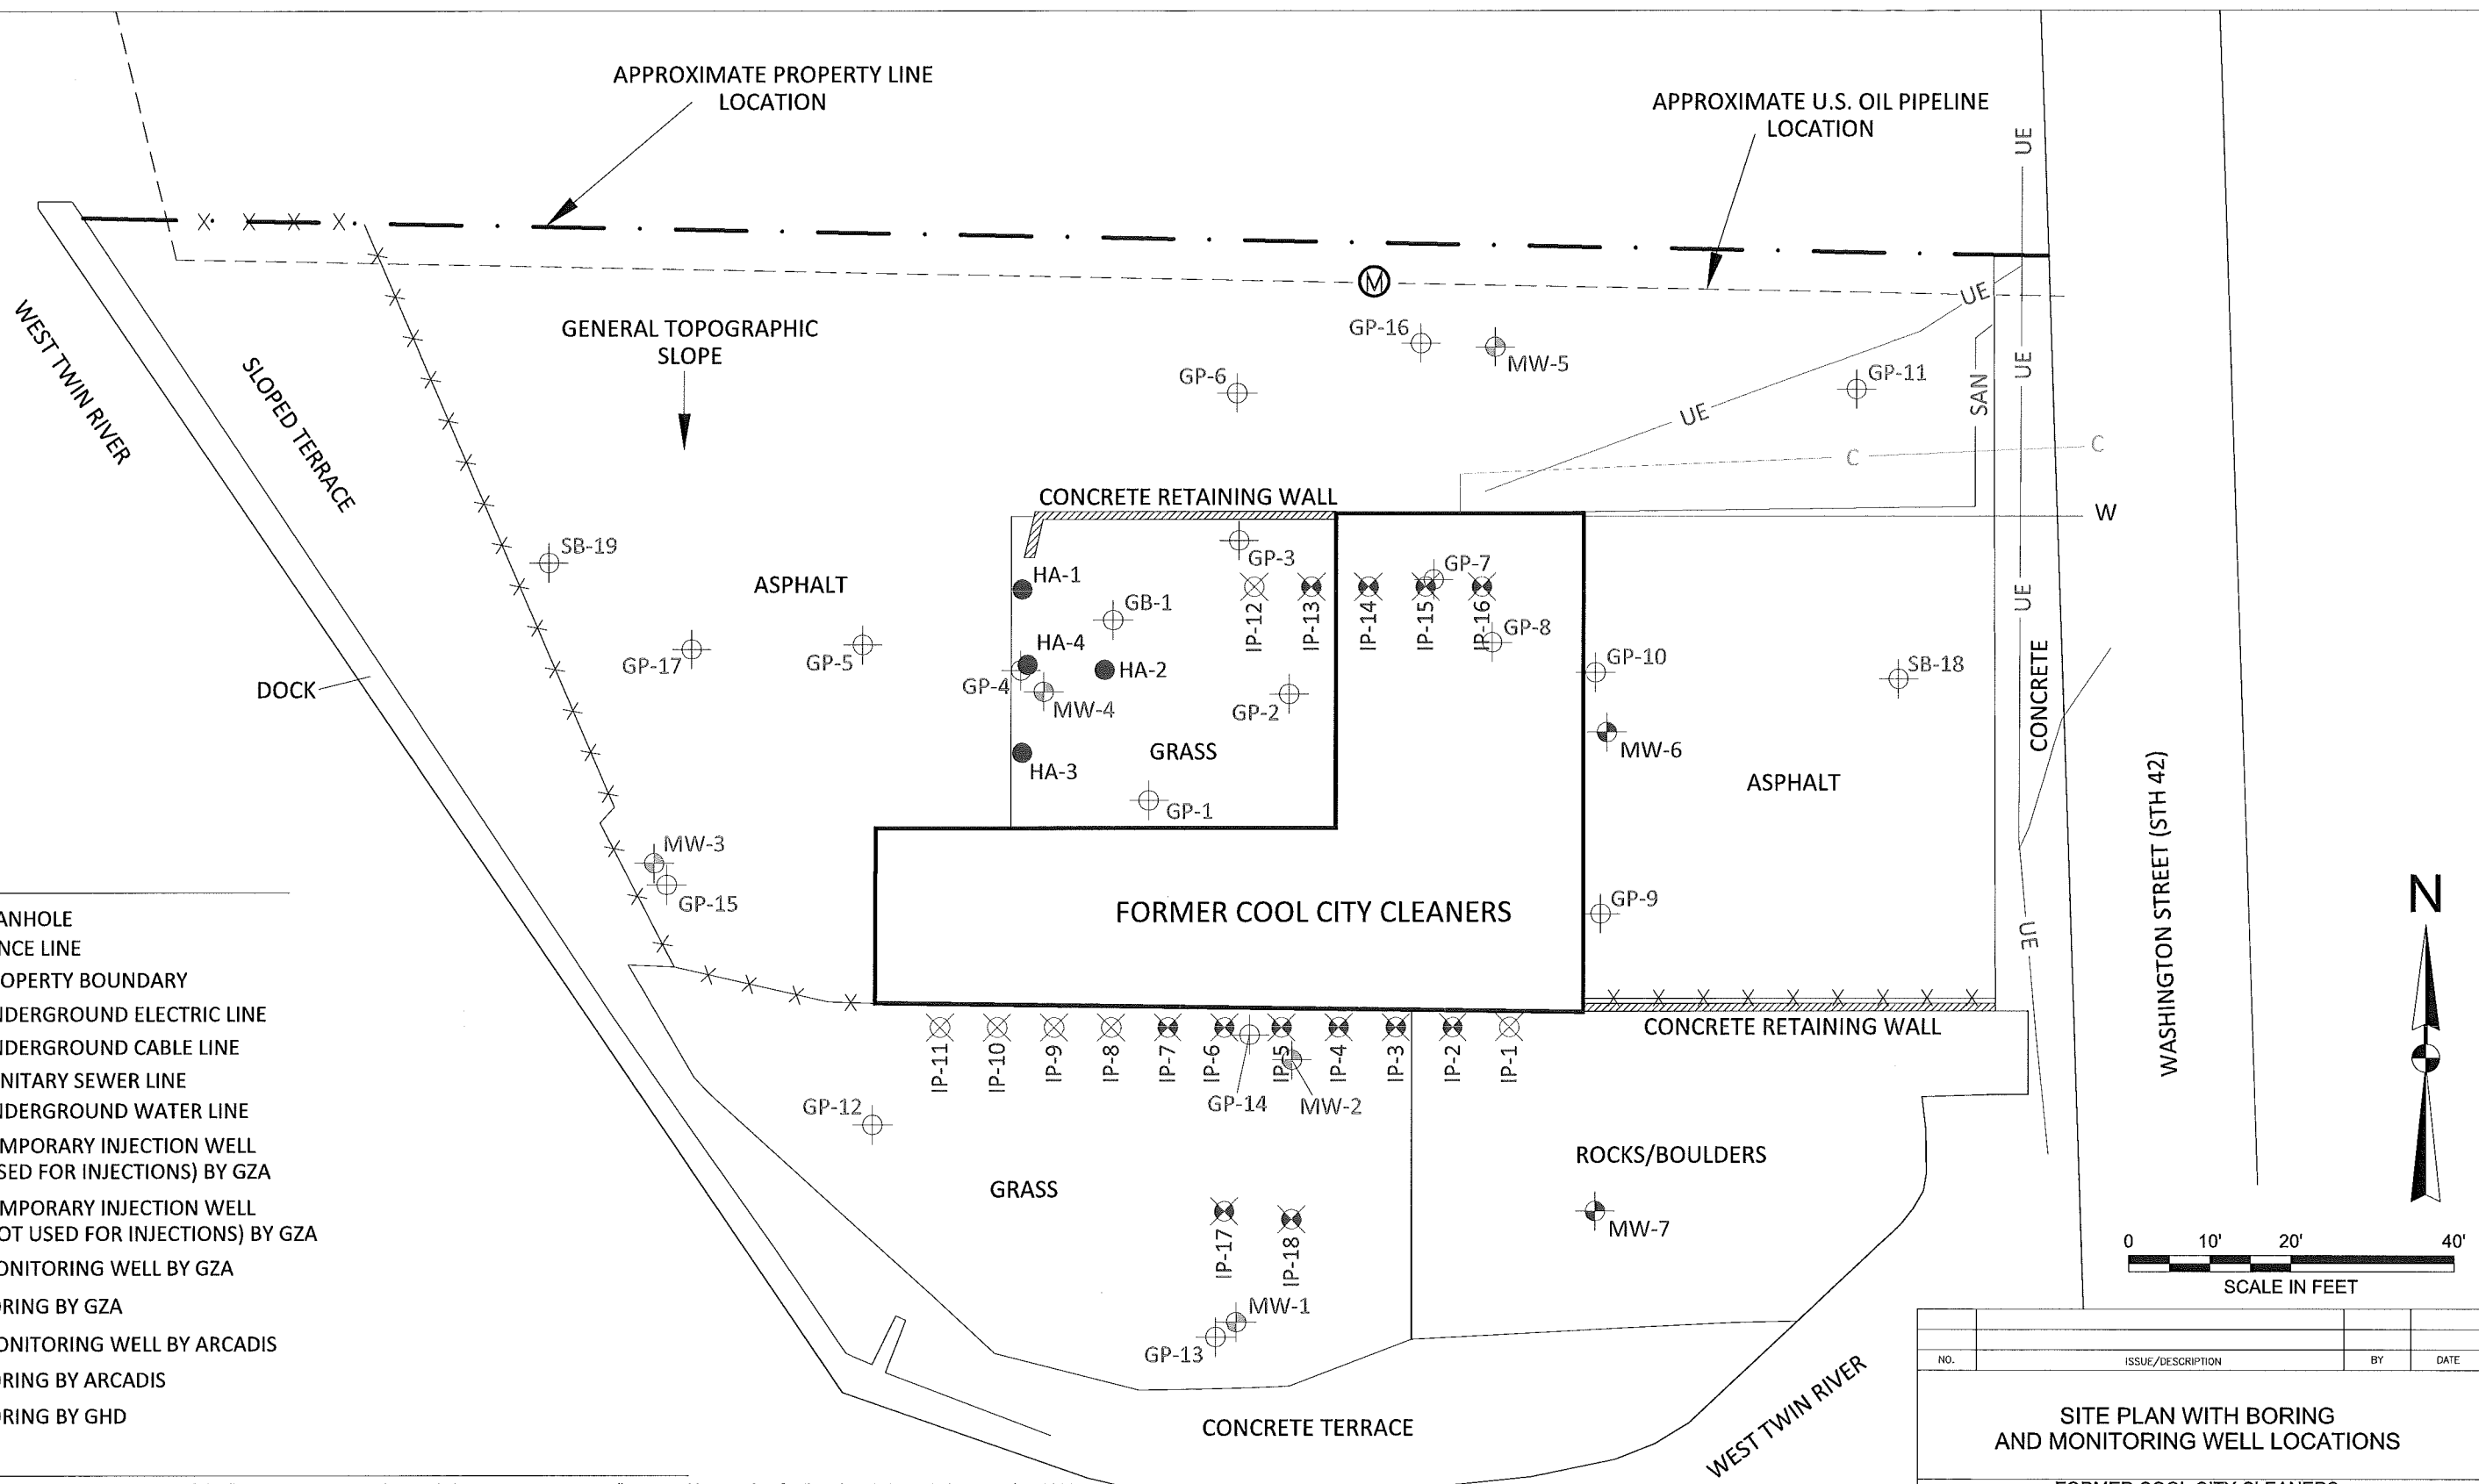 APPROXIMATE PROPERTY LINE
LOCATION
APPROXIMATE U.S. OIL PIPELINE
LOCATION
UE
M
UE
GENERAL TOPOGRAPHIC
SLOPE
GP-16
MW-5
GP-6
GP-11
UE
SAN
UE
C
C
WEST TWIN RIVER
SLOPED TERRACE
CONCRETE RETAINING WALL
W
SB-19
GP-3
ASPHALT
HA-1
GB-1
GP-7
IP-12
IP-13
IP-14
IP-15
IP-16
UE
GP-8
HA-4
GP-17
GP-5
GP-4
HA-2
GP-10
SB-18
DOCK
MW-4
GP-2
CONCRETE
GRASS
MW-6
HA-3
ASPHALT
GP-1
WASHINGTON STREET (STH 42)
MW-3
GP-15
FORMER COOL CITY CLEANERS
GP-9
UE
N
ANHOLE
NCE LINE
OPERTY BOUNDARY
NDERGROUND ELECTRIC LINE
NDERGROUND CABLE LINE
NITARY SEWER LINE
NDERGROUND WATER LINE
MPORARY INJECTION WELL
SED FOR INJECTIONS) BY GZA
MPORARY INJECTION WELL
OT USED FOR INJECTIONS) BY GZA
ONITORING WELL BY GZA
ORING BY GZA
ONITORING WELL BY ARCADIS
ORING BY ARCADIS
ORING BY GHD
CONCRETE RETAINING WALL
IP-11
IP-10
IP-9
IP-8
IP-7
IP-6
IP-5
IP-4
IP-3
IP-2
IP-1
GP-12
GP-14
MW-2
ROCKS/BOULDERS
GRASS
IP-17
IP-18
MW-7
MW-1
GP-13
CONCRETE TERRACE
WEST TWIN RIVER
0 10' 20' 40'
SCALE IN FEET
NO. ISSUE/DESCRIPTION BY DATE
SITE PLAN WITH BORING
AND MONITORING WELL LOCATIONS
FORMER COOL CITY CLEANERS